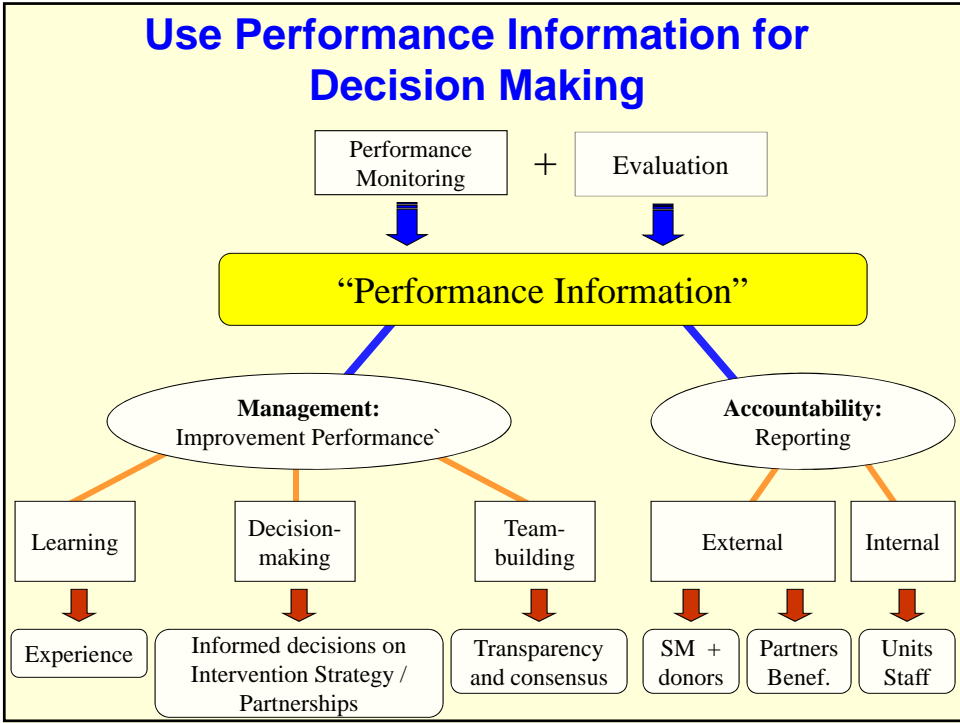 Use Performance Information for
Decision Making
Performance
Monitoring
+
Evaluation
“Performance Information”
Management:
Improvement Performance`
Accountability:
Reporting
Learning
Decision-
making
Team-
building
External
Internal
Experience
Informed decisions on
Intervention Strategy /
Partnerships
Transparency
and consensus
SM +
donors
Partners
Benef.
Units
Staff